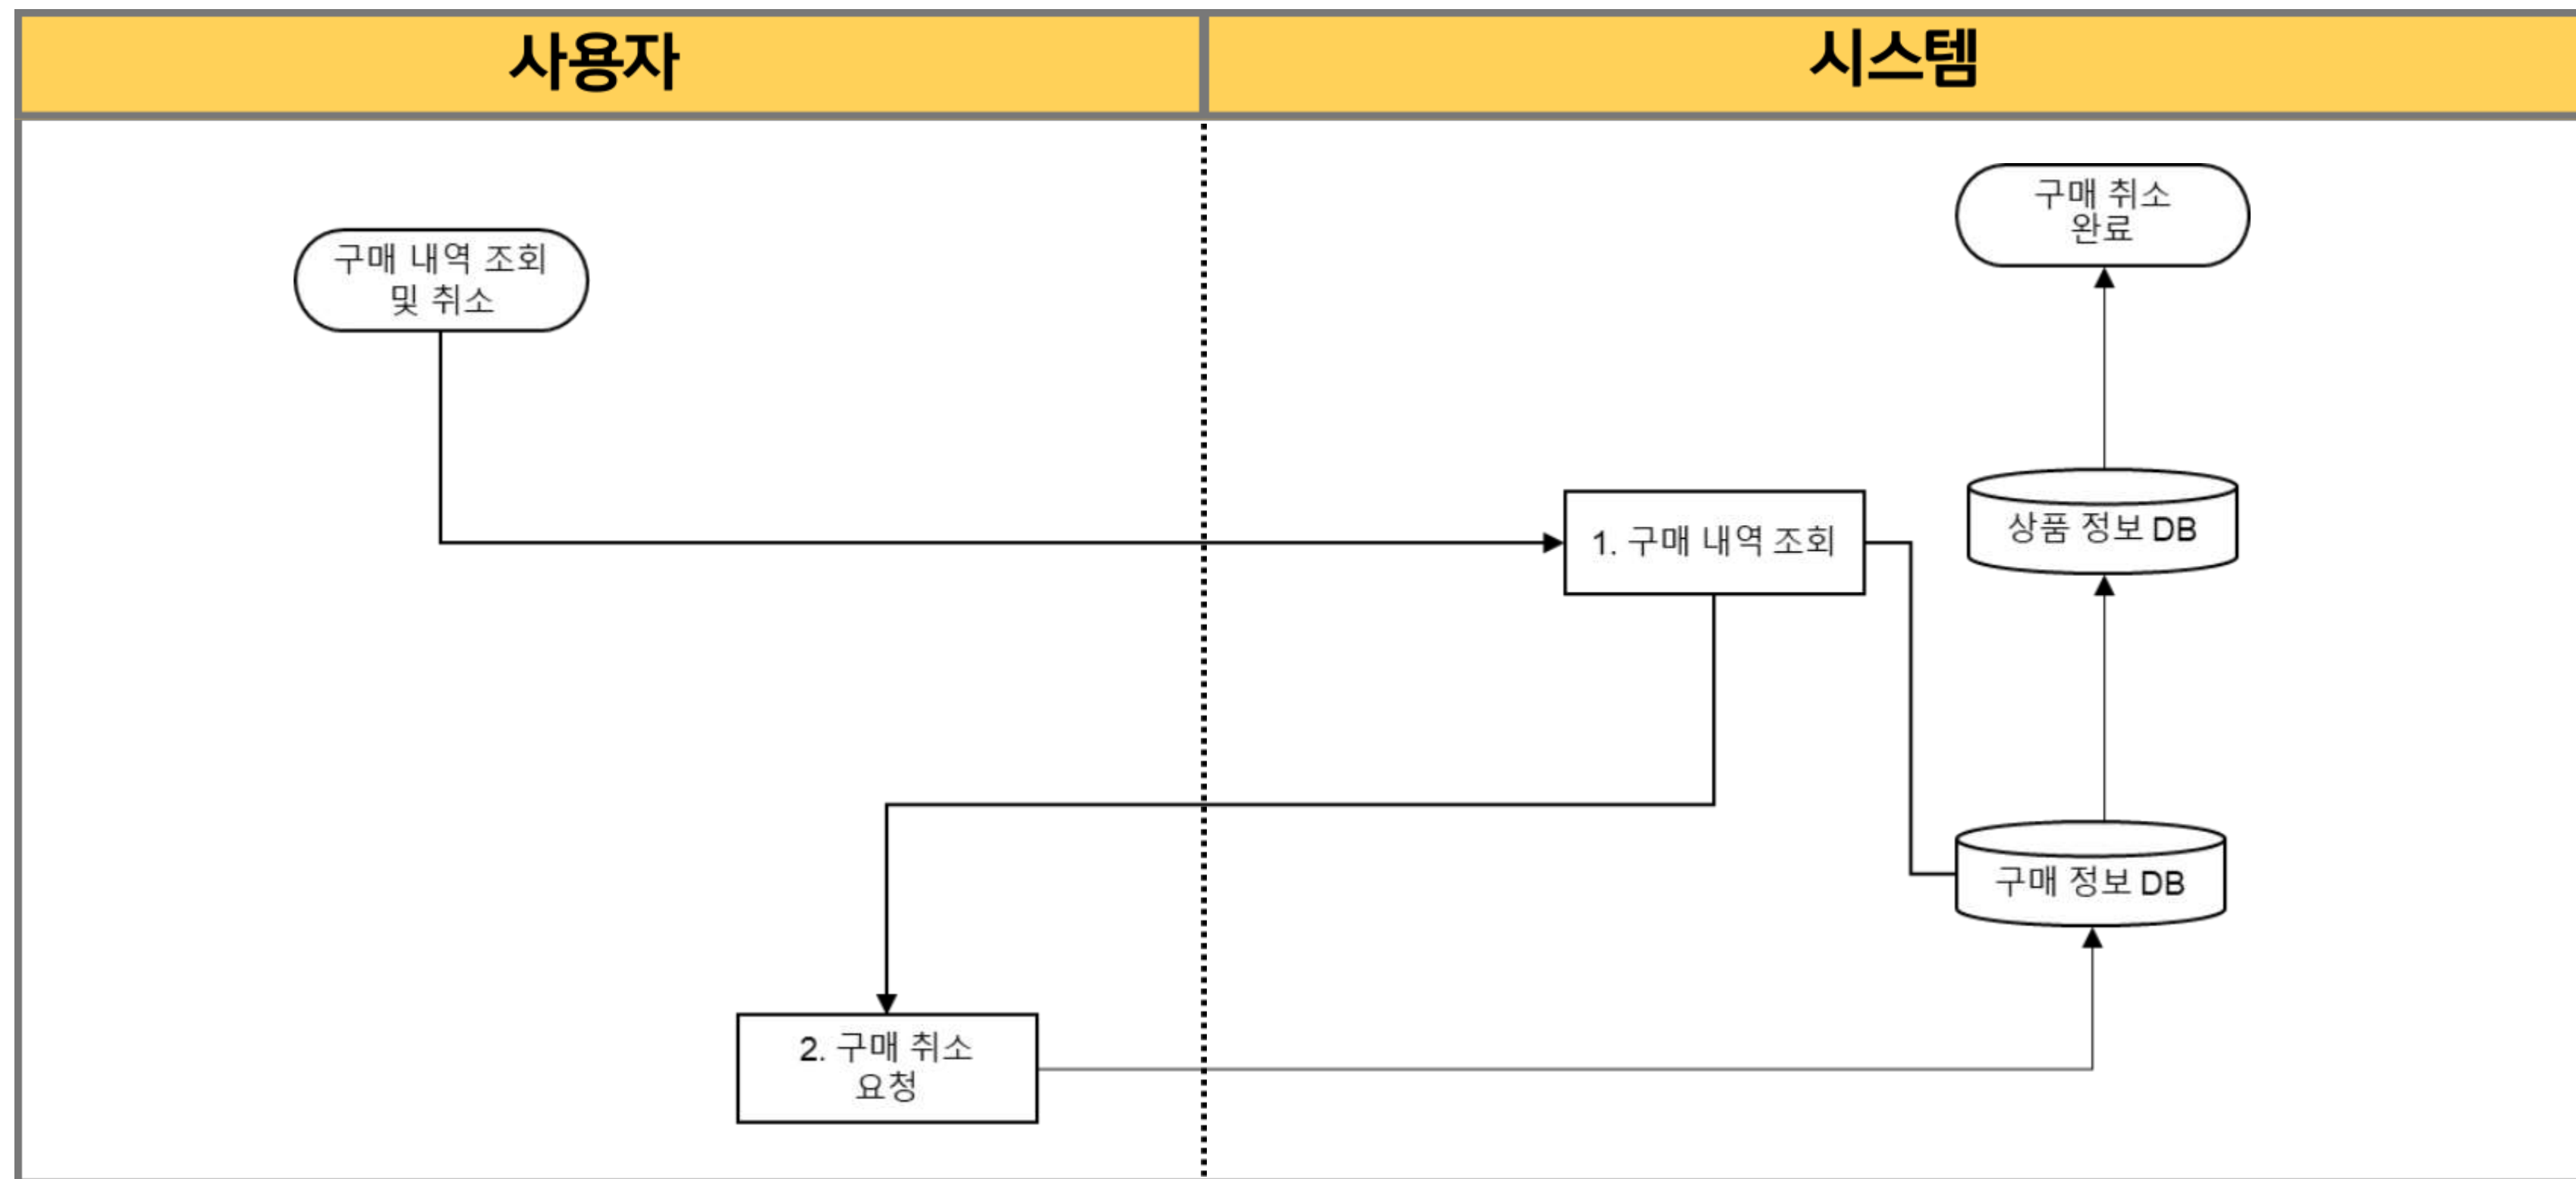 사용자
시스템
구매 내역 조회
및 취소
구매 취소
완료
1. 구매 내역 조회
상품 정보 DB
구매 정보 DB
2. 구매 취소
요청